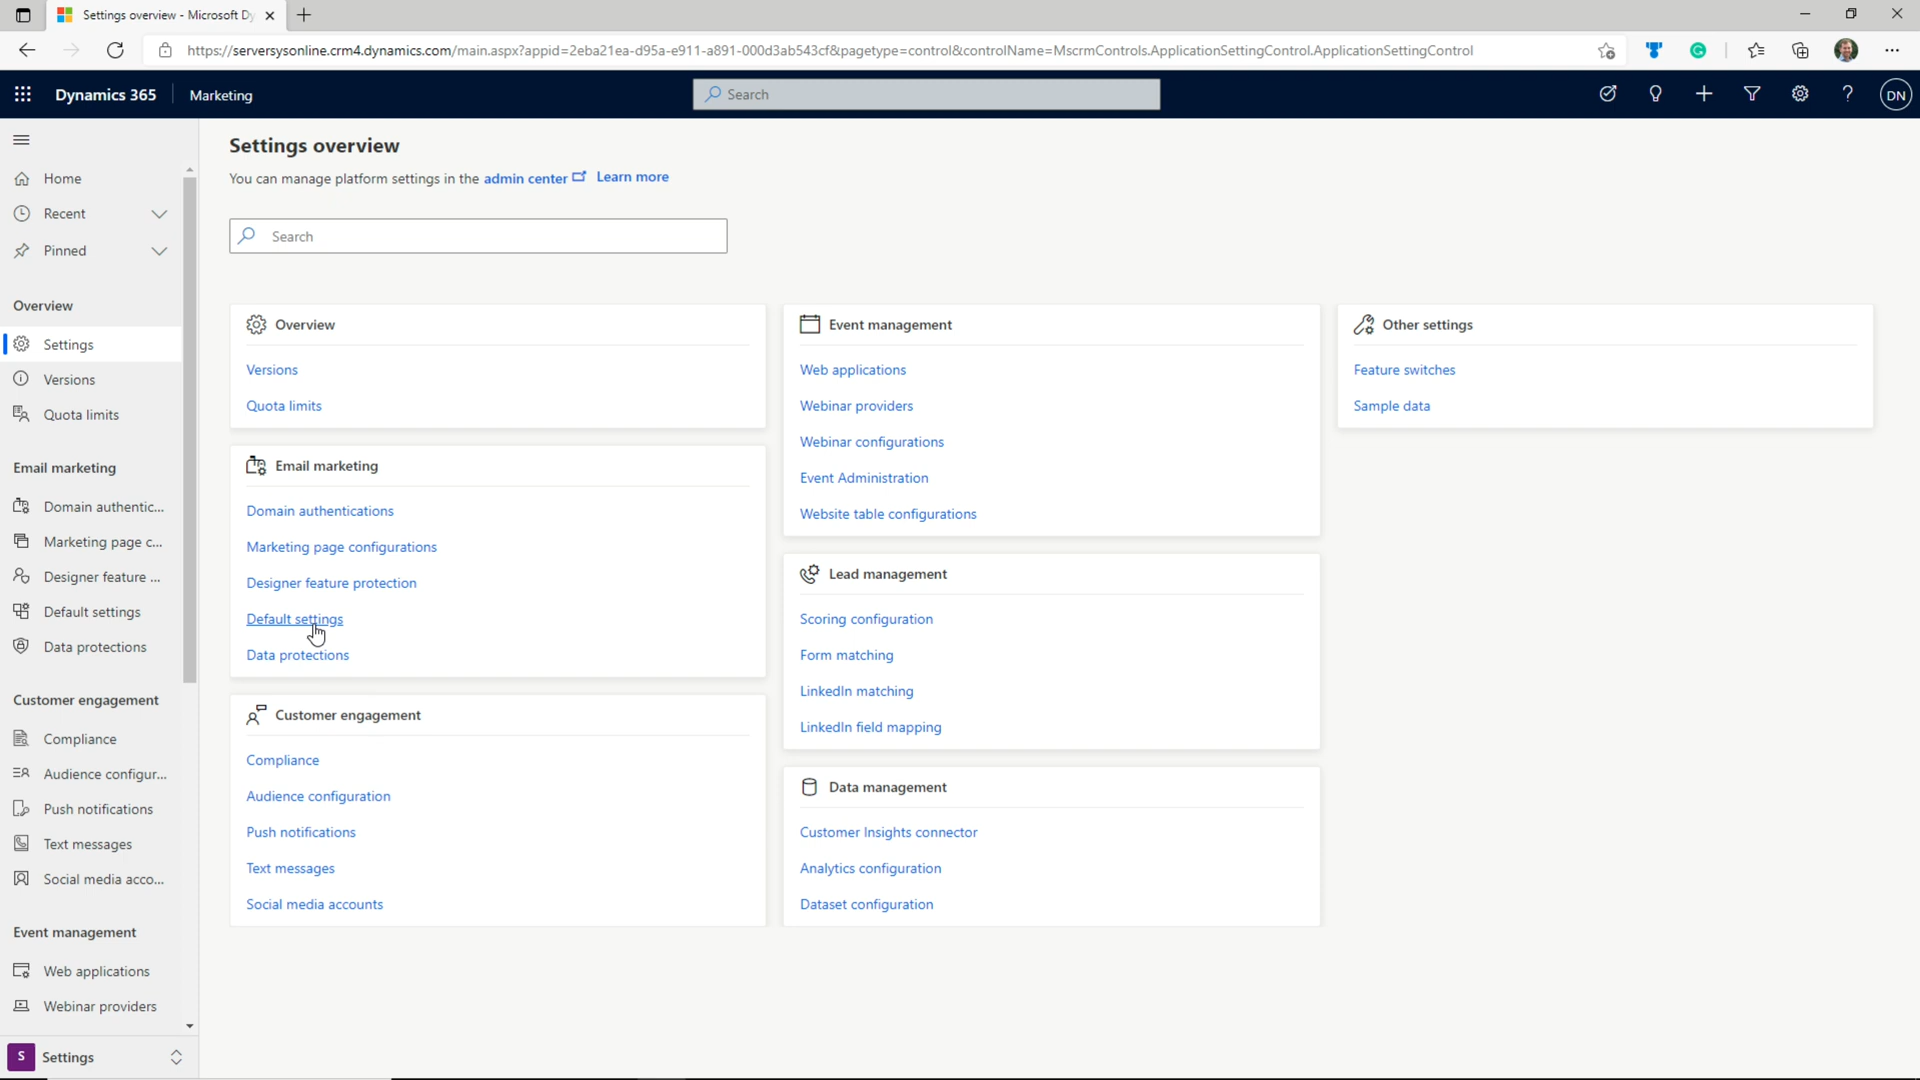 Settings overview - Microsoft Dy
https://serversysonline.crm4.dynamics.com/main.aspx?appid=2eba21ea-d95a-e911-a891-000d3ab543cf&pagetype=control&controlName=MscrmControls.ApplicationSettingControl.ApplicationSettingControl
Dynamics 365
Marketing
Search
DN
Home
Recent
Pinned
Overview
Settings
Versions
Quota limits
Email marketing
Domain authentic...
Marketing page c...
Designer feature ...
Default settings
Data protections
Customer engagement
Compliance
Audience configur...
Push notifications
Text messages
Social media acco...
Event management
Web applications
Webinar providers
S
Settings
Settings overview
You can manage platform settings in the admin center Learn more
Search
Overview
Versions
Quota limits
Email marketing
Domain authentications
Marketing page configurations
Designer feature protection
Default settings
Data protections
Customer engagement
Compliance
Audience configuration
Push notifications
Text messages
Social media accounts
Event management
Web applications
Webinar providers
Webinar configurations
Event Administration
Website table configurations
Lead management
Scoring configuration
Form matching
LinkedIn matching
LinkedIn field mapping
Data management
Customer Insights connector
Analytics configuration
Dataset configuration
Other settings
Feature switches
Sample data